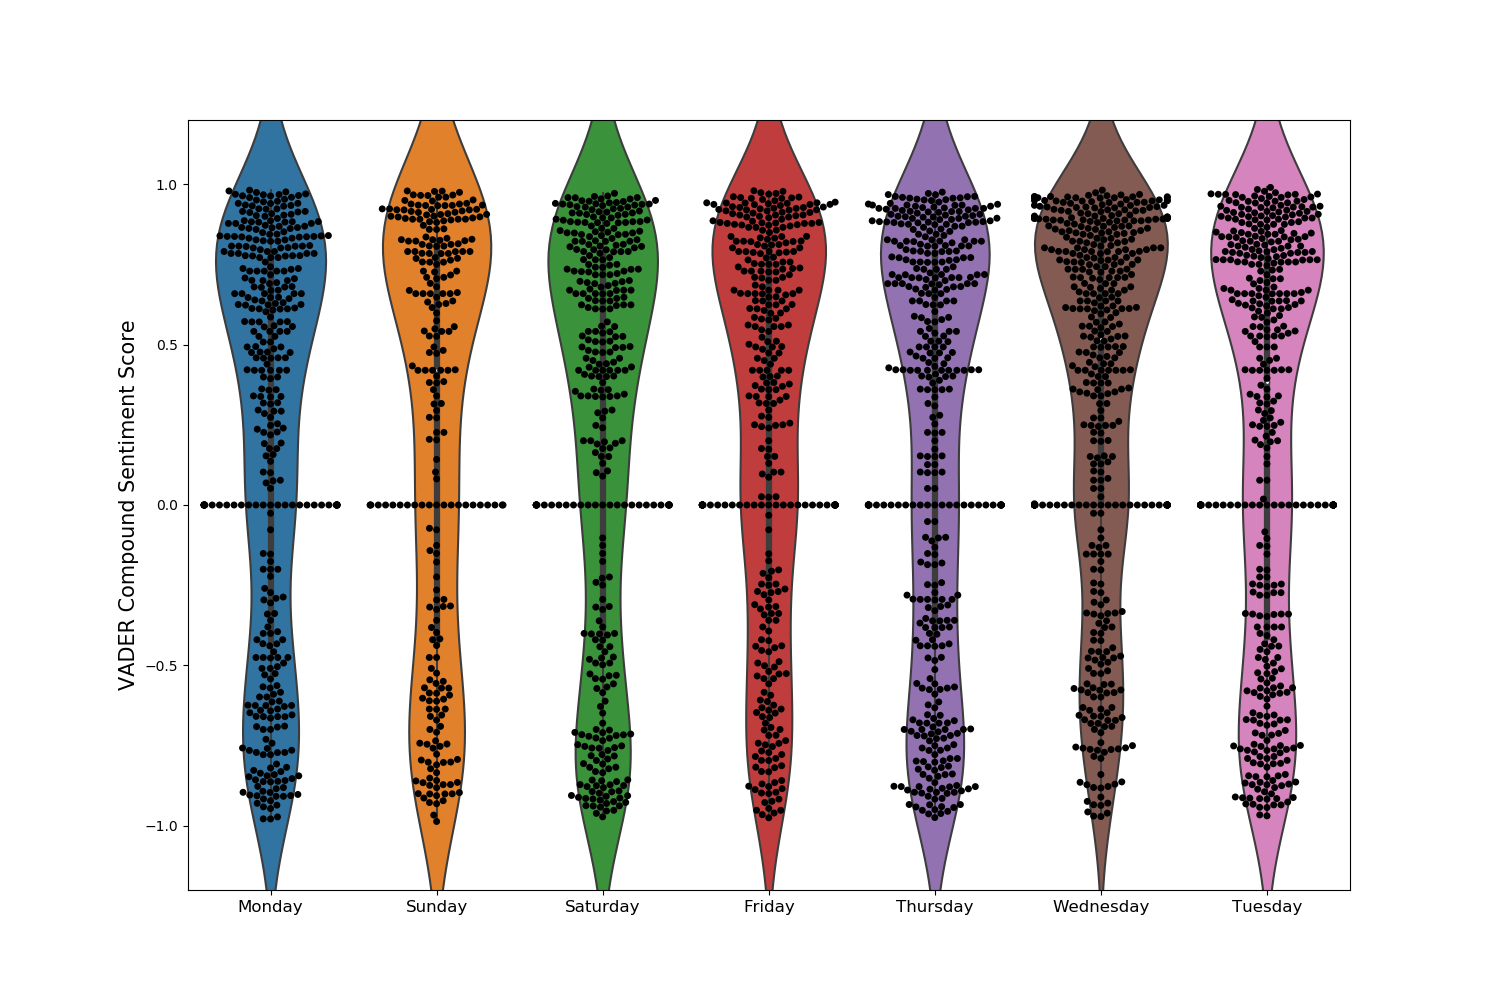 VADER Compound Sentiment Score
1.0
0.5
0.0
−0.5
−1.0
Monday Sunday Saturday Friday Thursday Wednesday Tuesday